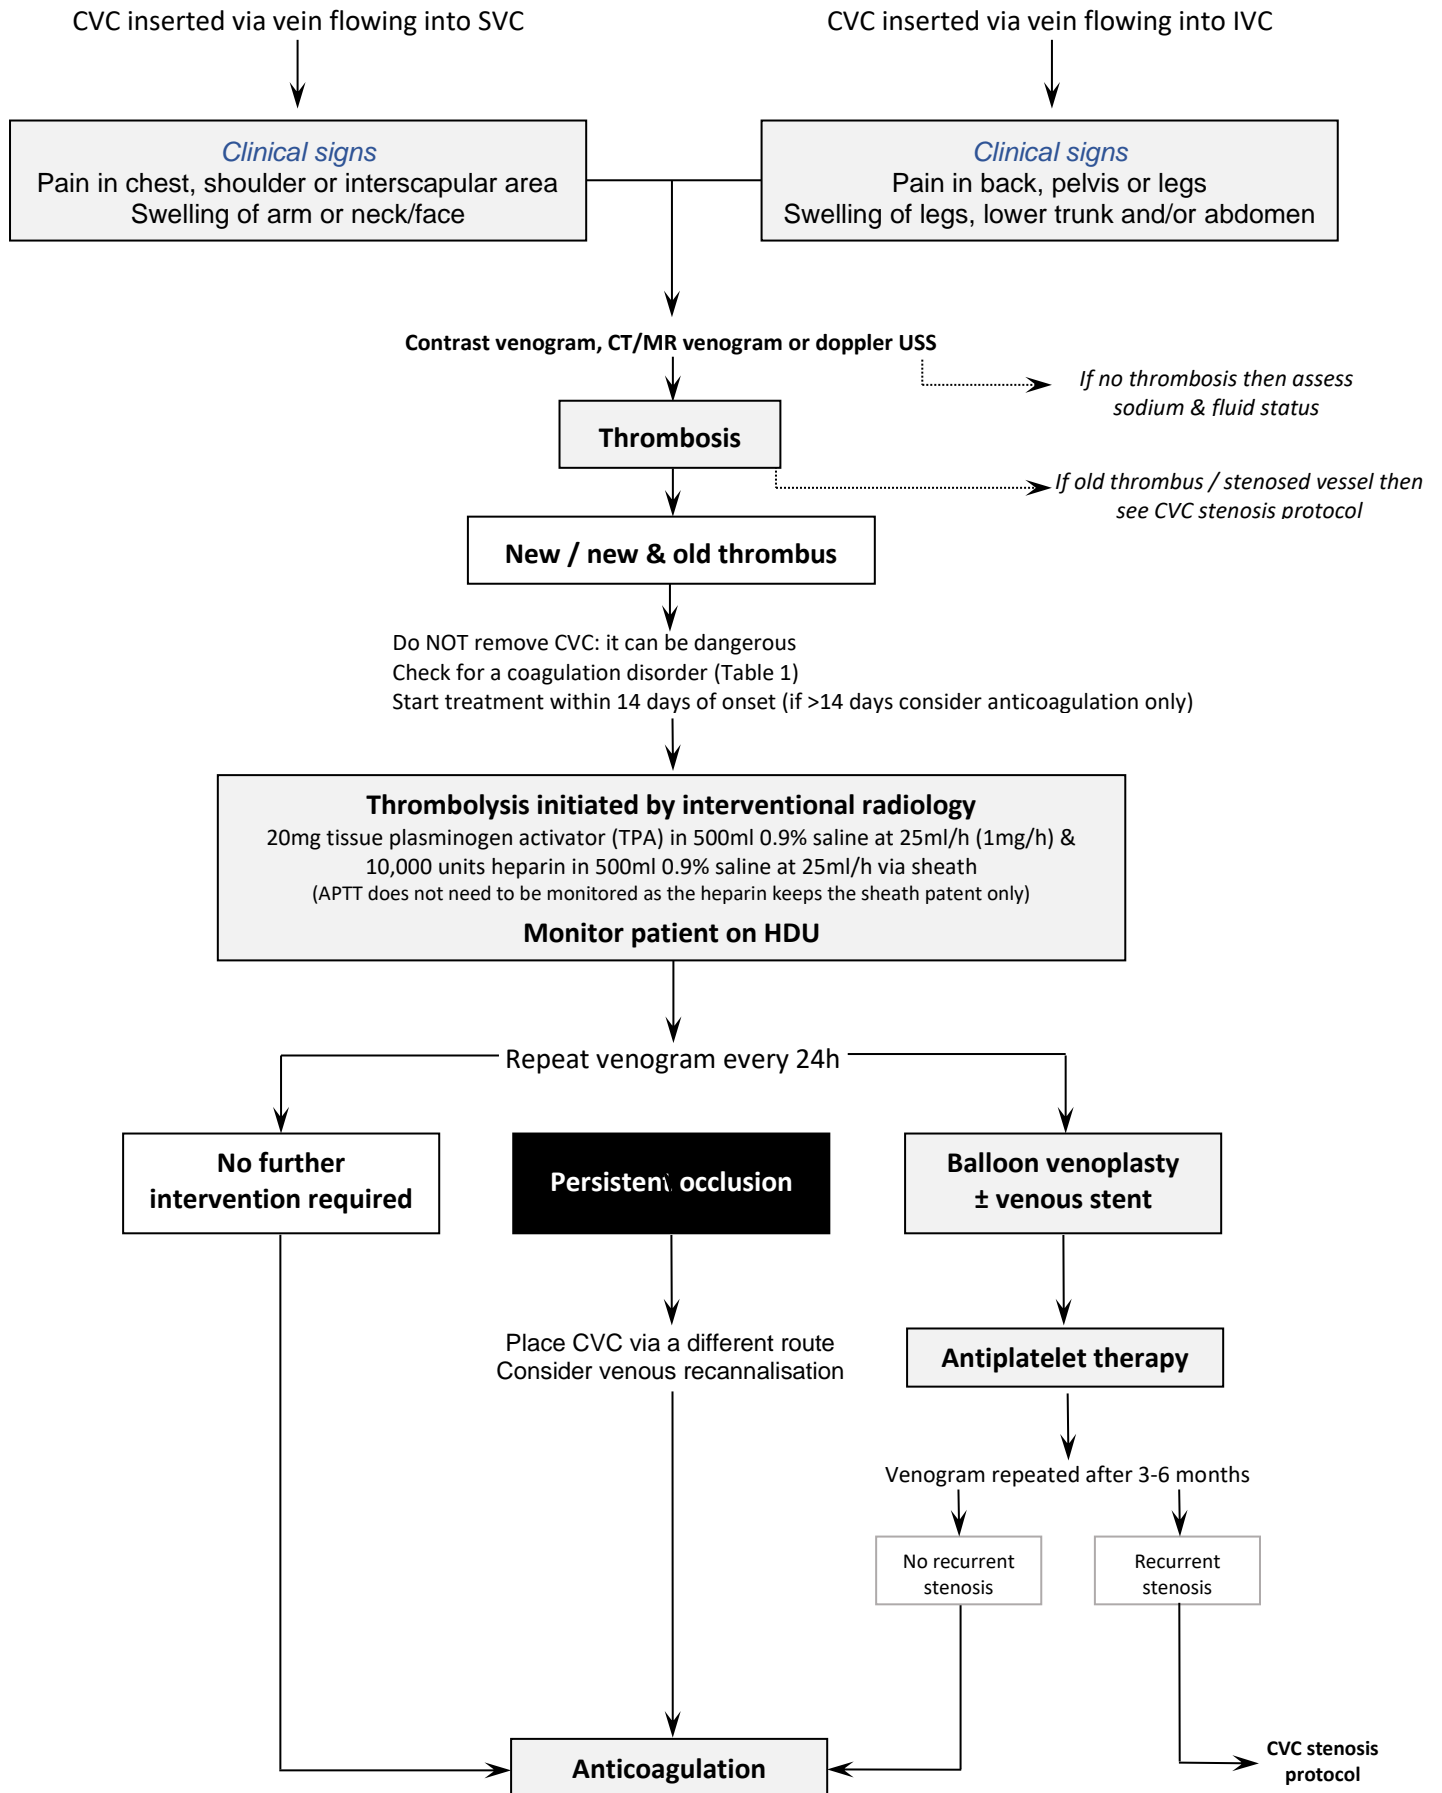 CVC inserted via vein flowing into SVC
CVC inserted via vein flowing into IVC
Clinical signs
Pain in chest, shoulder or interscapular area
Swelling of arm or neck/face
Clinical signs
Pain in back, pelvis or legs
Swelling of legs, lower trunk and/or abdomen
Contrast venogram, CT/MR venogram or doppler USS
If no thrombosis then assess
sodium & fluid status
Thrombosis
If old thrombus / stenosed vessel then
see CVC stenosis protocol
New / new & old thrombus
Do NOT remove CVC: it can be dangerous
Check for a coagulation disorder (Table 1)
Start treatment within 14 days of onset (if >14 days consider anticoagulation only)
Thrombolysis initiated by interventional radiology
20mg tissue plasminogen activator (TPA) in 500ml 0.9% saline at 25ml/h (1mg/h) &
10,000 units heparin in 500ml 0.9% saline at 25ml/h via sheath
(APTT does not need to be monitored as the heparin keeps the sheath patent only)
Monitor patient on HDU
Repeat venogram every 24h
No further
intervention required
Persistent occlusion
Balloon venoplasty
± venous stent
Place CVC via a different route
Consider venous recannalisation
Antiplatelet therapy
Venogram repeated after 3-6 months
No recurrent
stenosis
Recurrent
stenosis
Anticoagulation
CVC stenosis
protocol